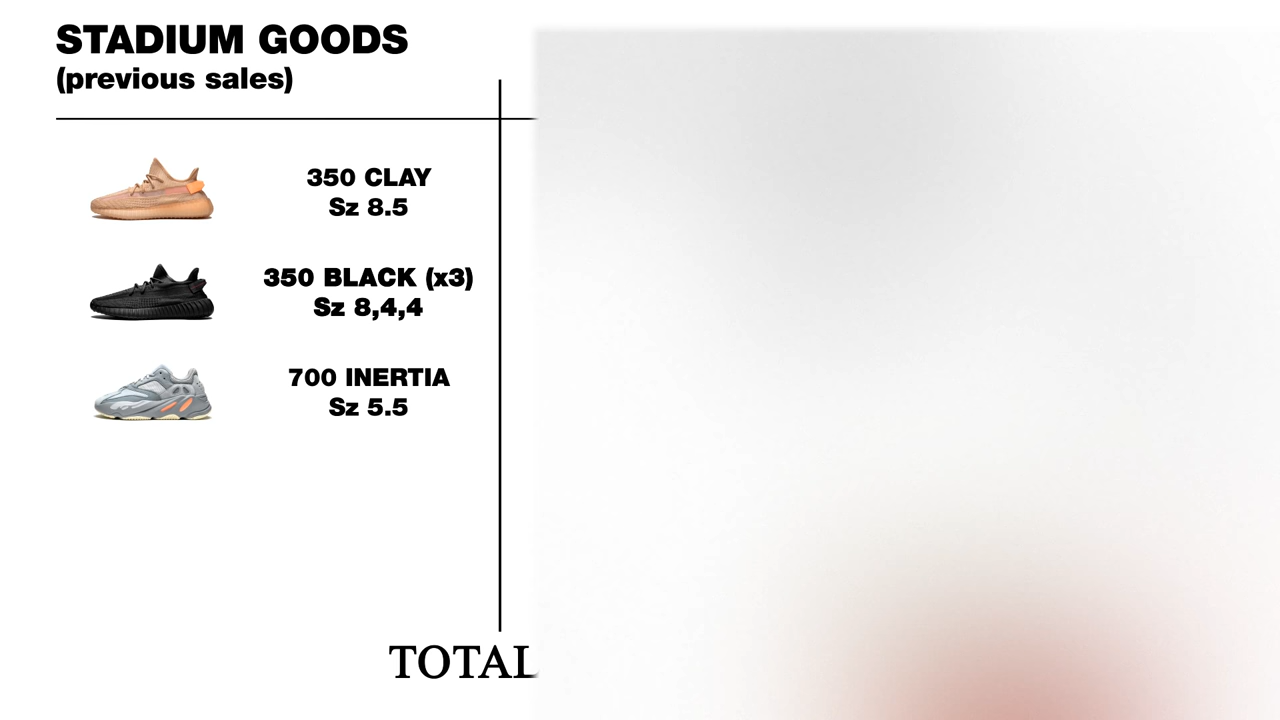 STADIUM GOODS
(previous sales)
350 CLAY
Sz 8.5
350 BLACK (x3)
Sz 8,4,4
700 INERTIA
Sz 5.5
TOTAL